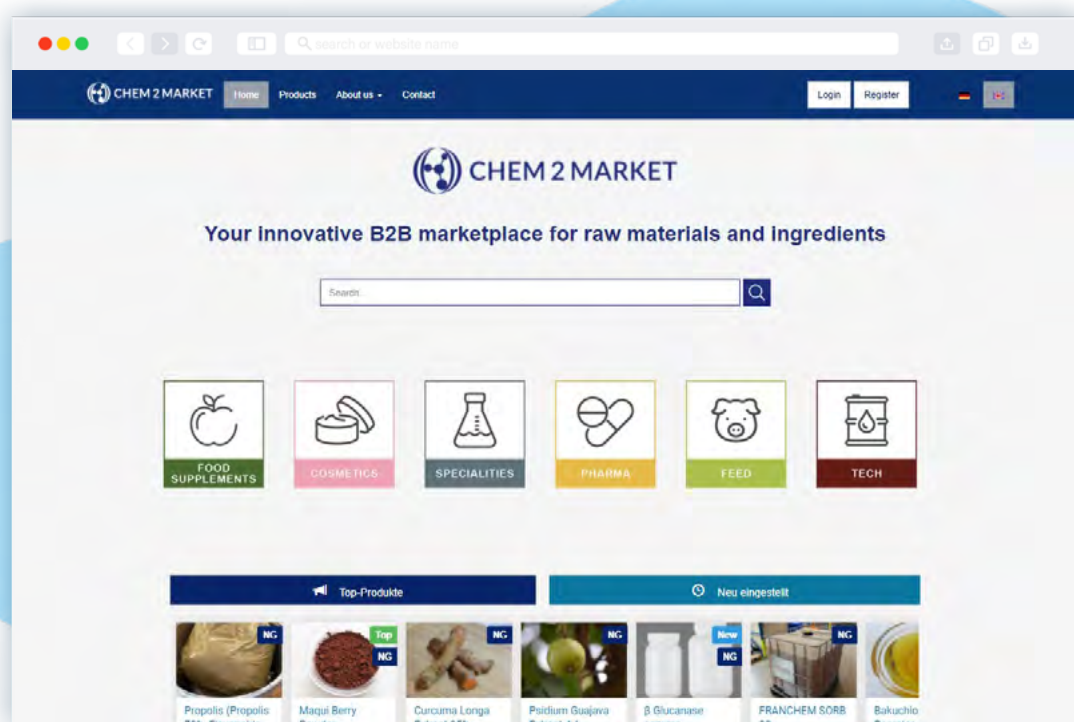 search or website name
CHEM 2 MARKET Home Products About us Contact Login Register
CHEM 2 MARKET
Your innovative B2B marketplace for raw materials and ingredients
Search
FOOD SUPPLEMENTS
COSMETICS
SPECIALITIES
PHARMA
FEED
TECH
Top-Produkte
Neu eingestellt
NG
Top
NG
NG
NG
New
NG
NG
Propolis (Propolis
Maqui Berry
Curcuma Longa
Psidium Guajava
β Glucanase
FRANCHEM SORB
Bakuchio